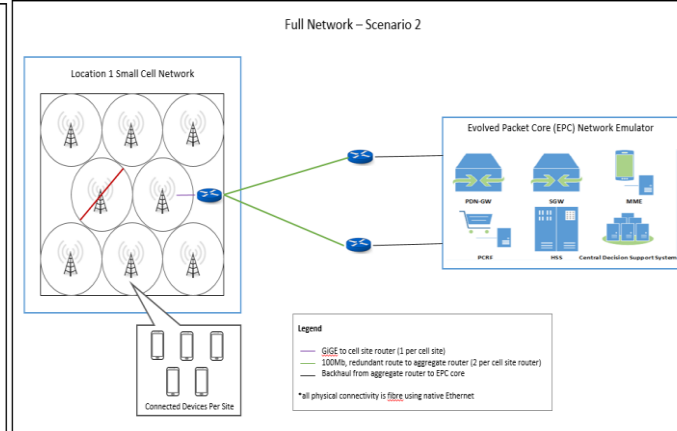 Full Network – Scenario 2
Location 1 Small Cell Network
Evolved Packet Core (EPC) Network Emulator
PDN-GW
SGW
MME
PCRF
HSS
Central Decision Support System
Connected Devices Per Site
Legend
GiGE to cell site router (1 per cell site)
100Mb, redundant route to aggregate router (2 per cell site router)
Backhaul from aggregate router to EPC core
*all physical connectivity is fibre using native Ethernet